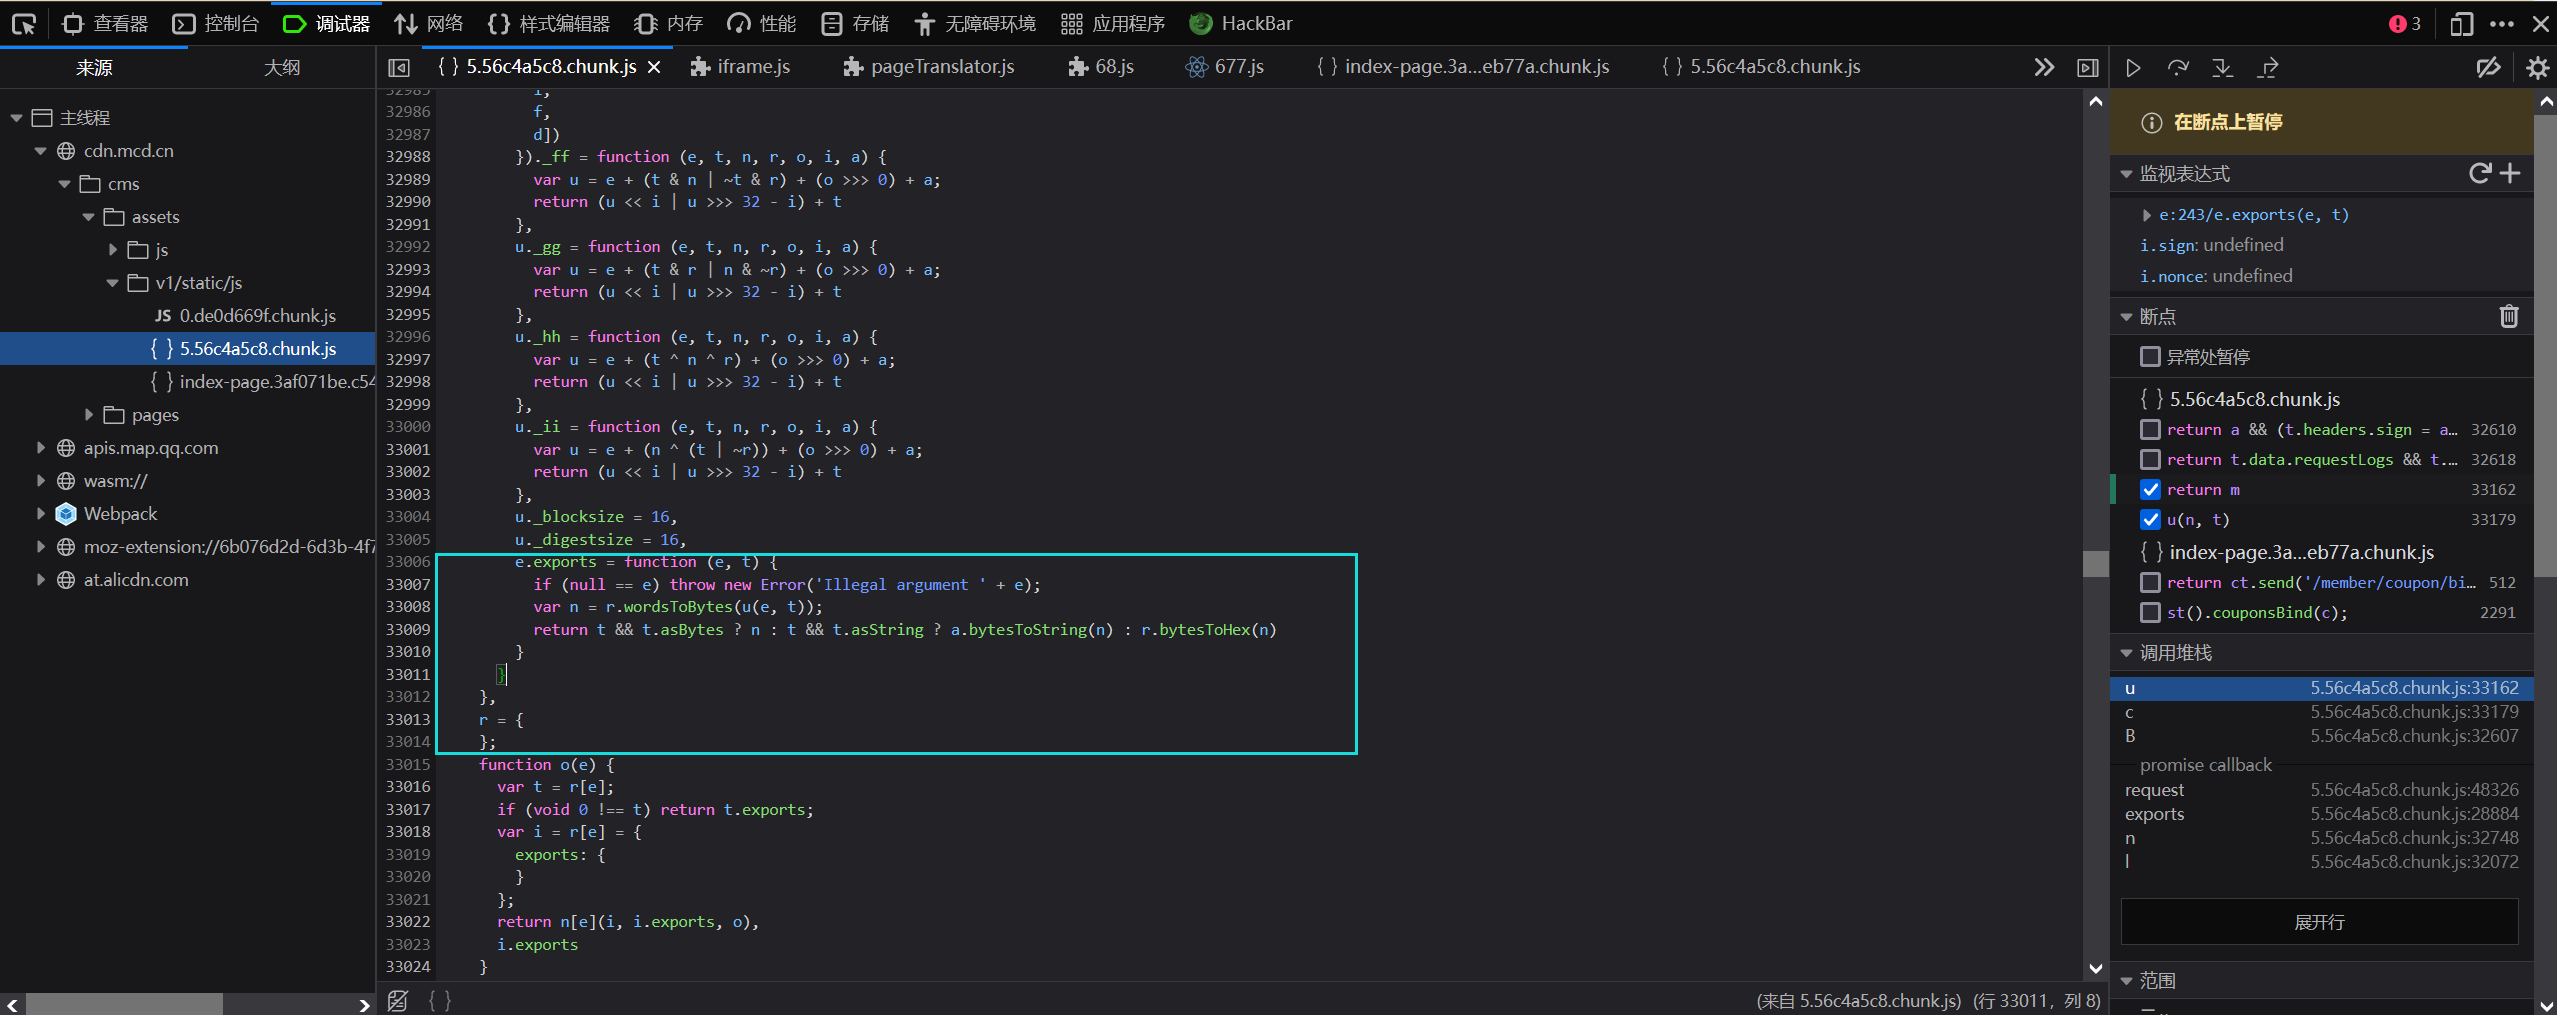 查看器 控制台 调试器 网络 样式编辑器 内存 性能 存储 无障碍环境 应用程序 HackBar 3
来源 大纲
{ } 5.56c4a5c8.chunk.js iframe.js pageTranslator.js 68.js 677.js { } index-page.3a...eb77a.chunk.js { } 5.56c4a5c8.chunk.js
主线程
cdn.mcd.cn
cms
assets
js
v1/static/js
JS 0.de0d669f.chunk.js
{ } 5.56c4a5c8.chunk.js
{ } index-page.3af071be.c54
pages
apis.map.qq.com
wasm://
Webpack
moz-extension://6b076d2d-6d3b-4f7
at.alicdn.com
32985 i,
32986 f,
32987 d])
32988 })._ff = function (e, t, n, r, o, i, a) {
32989 var u = e + (t & n | ~t & r) + (o >>> 0) + a;
32990 return (u << i | u >>> 32 - i) + t
32991 },
32992 u._gg = function (e, t, n, r, o, i, a) {
32993 var u = e + (t & r | n & ~r) + (o >>> 0) + a;
32994 return (u << i | u >>> 32 - i) + t
32995 },
32996 u._hh = function (e, t, n, r, o, i, a) {
32997 var u = e + (t ^ n ^ r) + (o >>> 0) + a;
32998 return (u << i | u >>> 32 - i) + t
32999 },
33000 u._ii = function (e, t, n, r, o, i, a) {
33001 var u = e + (n ^ (t | ~r)) + (o >>> 0) + a;
33002 return (u << i | u >>> 32 - i) + t
33003 },
33004 u._blocksize = 16,
33005 u._digestsize = 16,
33006 e.exports = function (e, t) {
33007 if (null == e) throw new Error('Illegal argument ' + e);
33008 var n = r.wordsToBytes(u(e, t));
33009 return t && t.asBytes ? n : t && t.asString ? a.bytesToString(n) : r.bytesToHex(n)
33010 }
33011 }
33012 },
33013 r = {
33014 };
33015 function o(e) {
33016 var t = r[e];
33017 if (void 0 !== t) return t.exports;
33018 var i = r[e] = {
33019 exports: {
33020 }
33021 };
33022 return n[e](i, i.exports, o),
33023 i.exports
33024 }
{ } (来自 5.56c4a5c8.chunk.js) (行 33011，列 8)
在断点上暂停
监视表达式
e:243/e.exports(e, t)
i.sign: undefined
i.nonce: undefined
断点
异常处暂停
{ } 5.56c4a5c8.chunk.js
return a && (t.headers.sign = a… 32610
return t.data.requestLogs && t.… 32618
return m 33162
u(n, t) 33179
{ } index-page.3a...eb77a.chunk.js
return ct.send('/member/coupon/bi… 512
st().couponsBind(c); 2291
调用堆栈
u 5.56c4a5c8.chunk.js:33162
c 5.56c4a5c8.chunk.js:33179
B 5.56c4a5c8.chunk.js:32607
promise callback
request 5.56c4a5c8.chunk.js:48326
exports 5.56c4a5c8.chunk.js:28884
n 5.56c4a5c8.chunk.js:32748
l 5.56c4a5c8.chunk.js:32072
展开行
范围